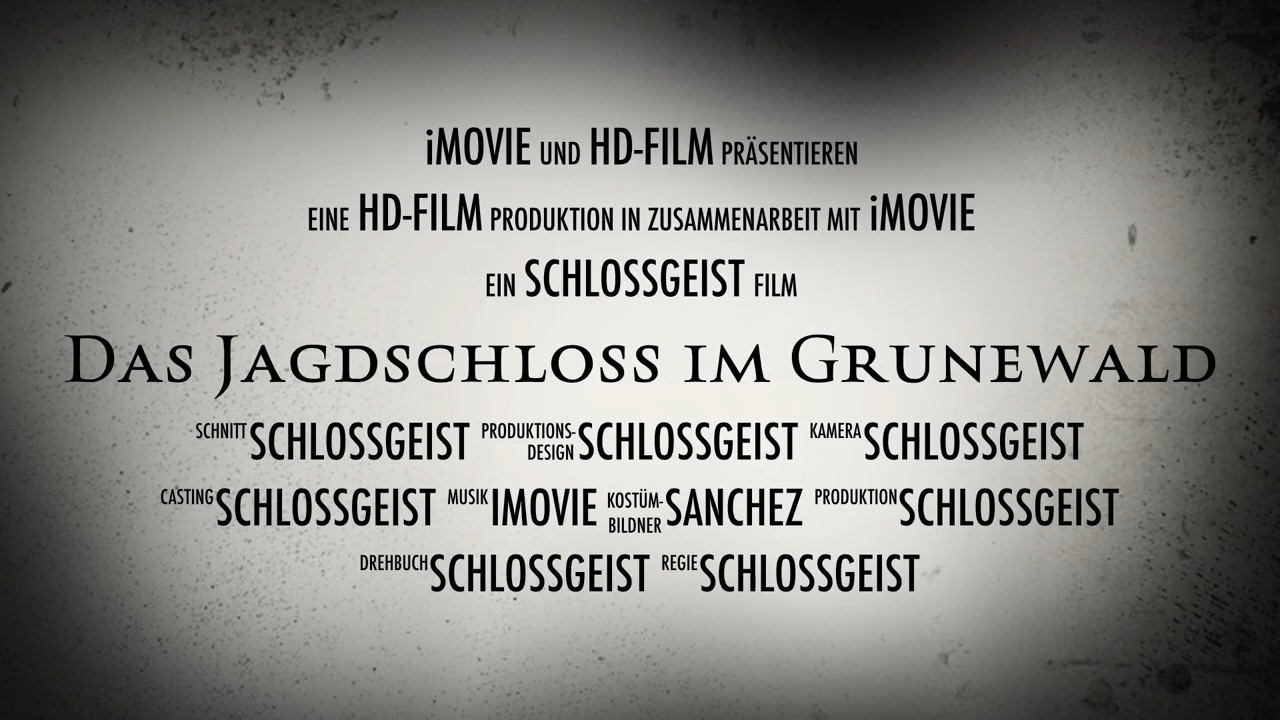 iMOVIE UND HD-FILM PRÄSENTIEREN
EINE HD-FILM PRODUKTION IN ZUSAMMENARBEIT MIT iMOVIE
EIN SCHLOSSGEIST FILM
DAS JAGDSCHLOSS IM GRUNEWALD
SCHNITT SCHLOSSGEIST PRODUKTIONS-DESIGN SCHLOSSGEIST KAMERA SCHLOSSGEIST
CASTING SCHLOSSGEIST MUSIK IMOVIE KOSTÜM-BILDNER SANCHEZ PRODUKTION SCHLOSSGEIST
DREHBUCH SCHLOSSGEIST REGIE SCHLOSSGEIST